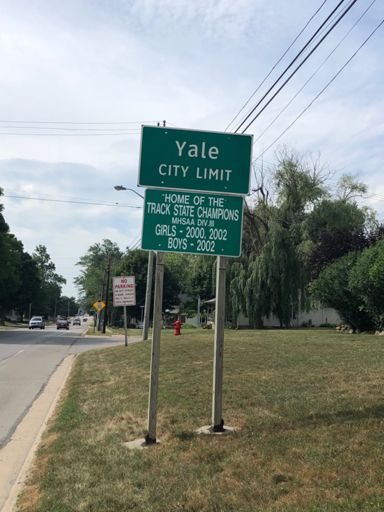 Yale
CITY LIMIT
"HOME OF THE
TRACK STATE CHAMPIONS
MHSAA DIV.III
GIRLS - 2000, 2002
BOYS - 2002
NO
PARKING